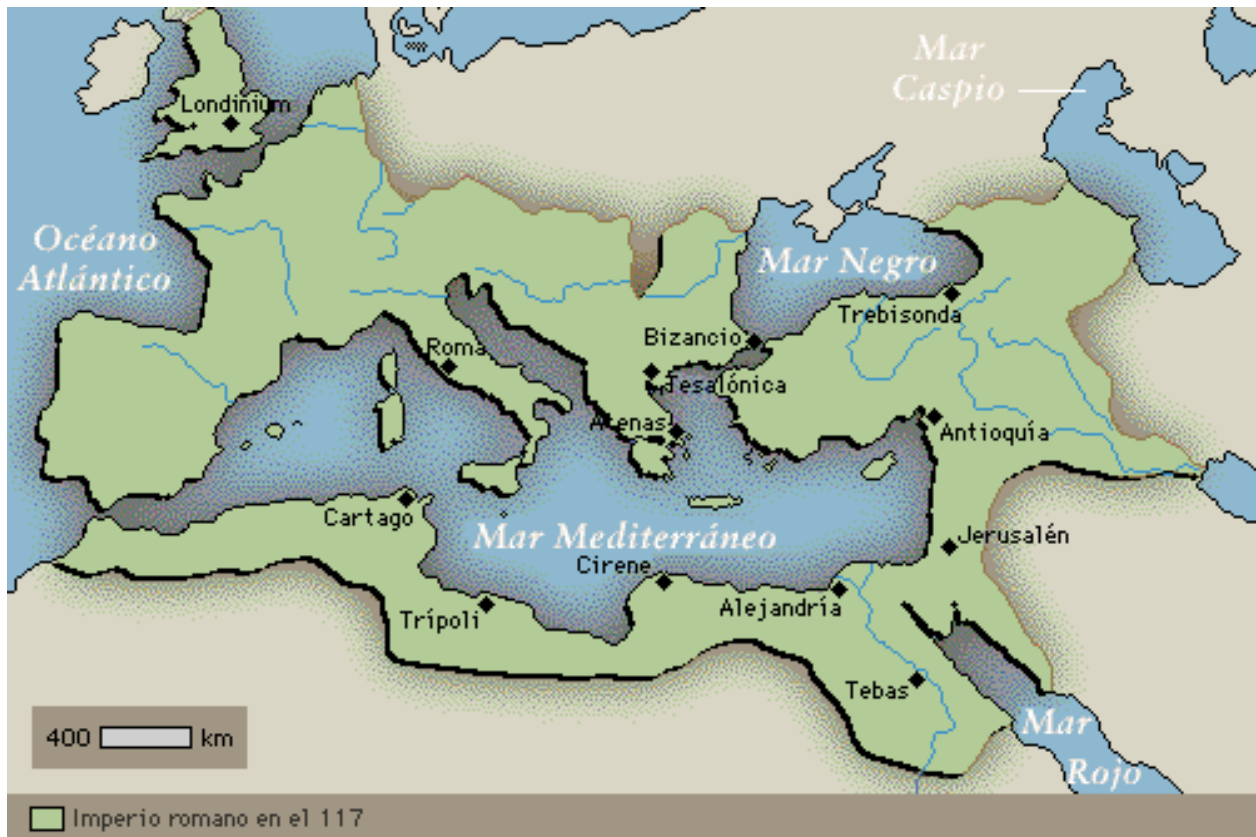 Mar
Caspio
Londinium
Océano
Atlántico
Mar Negro
Trebisonda
Bizancio
Roma
Tesalónica
Atenas
Antioquía
Cartago
Mar Mediterráneo
Jerusalén
Cirene
Trípoli
Alejandría
Tebas
Mar
Rojo
400 km
Imperio romano en el 117